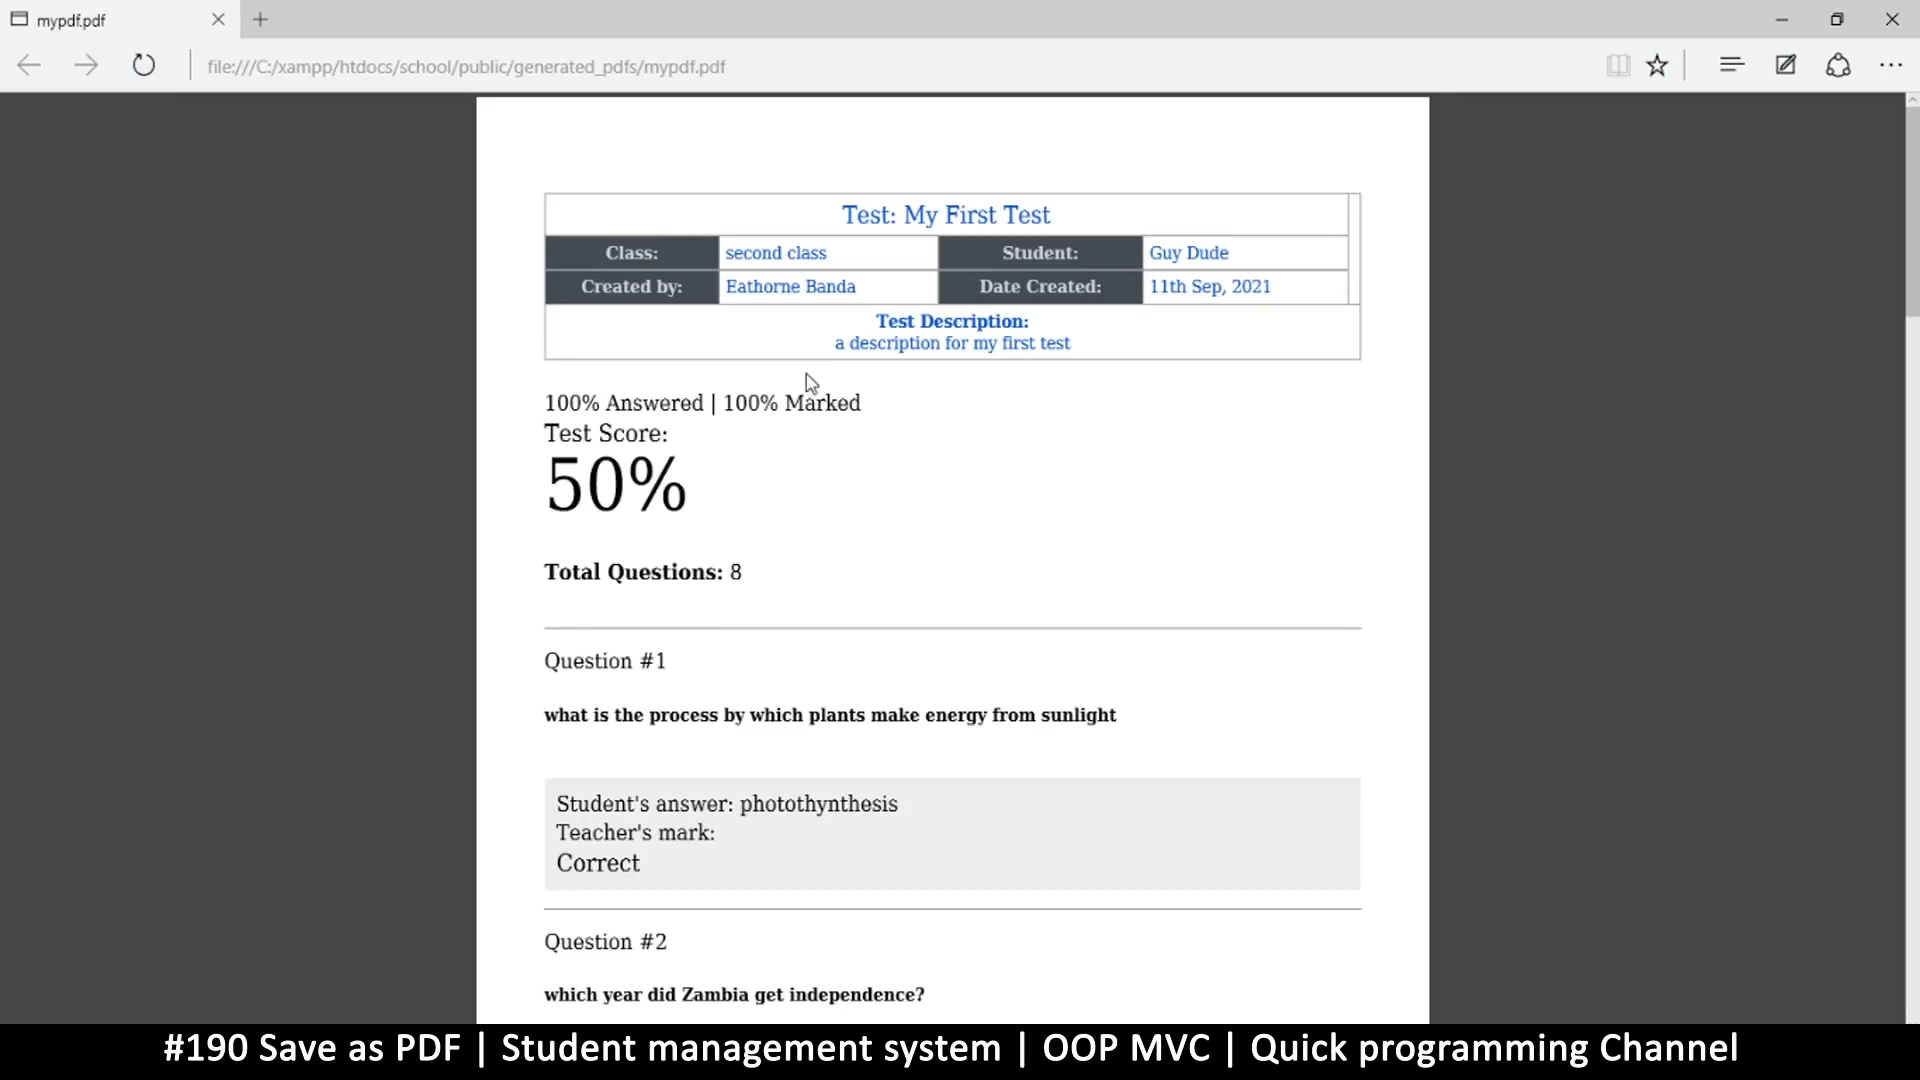 mypdf.pdf
file:///C:/xampp/htdocs/school/public/generated_pdfs/mypdf.pdf
Test: My First Test
Class: second class Student: Guy Dude
Created by: Eathorne Banda Date Created: 11th Sep, 2021
Test Description:
a description for my first test
100% Answered | 100% Marked
Test Score:
50%
Total Questions: 8
Question #1
what is the process by which plants make energy from sunlight
Student's answer: photothynthesis
Teacher's mark:
Correct
Question #2
which year did Zambia get independence?
#190 Save as PDF | Student management system | OOP MVC | Quick programming Channel